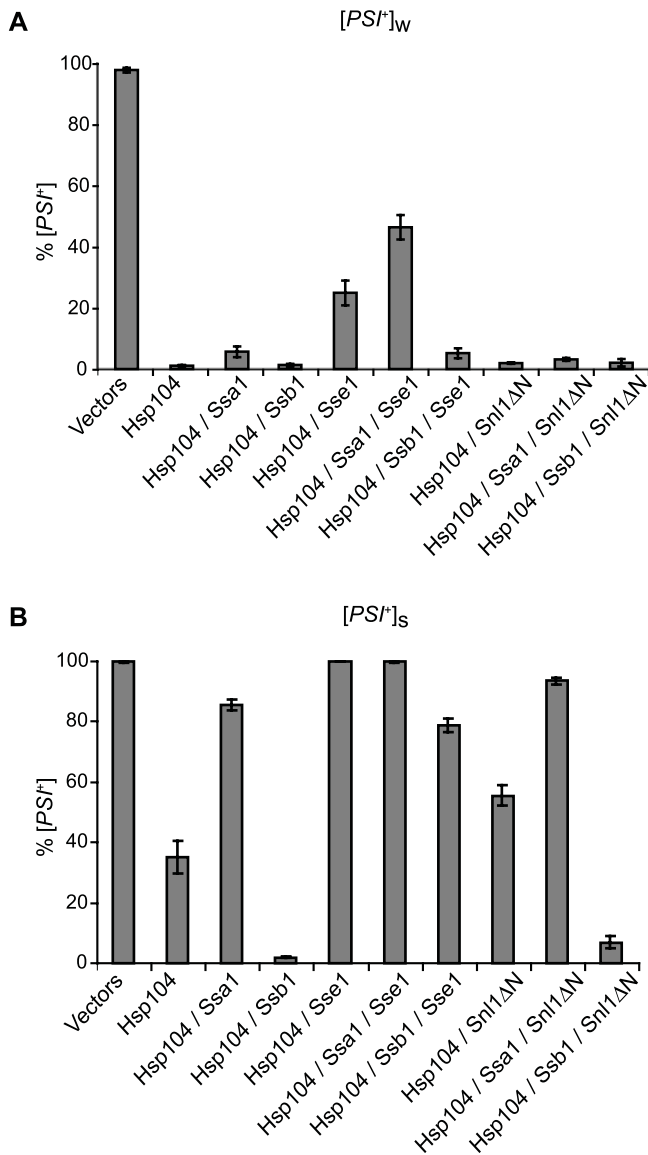 A
[PSI+]W
% [PSI+]
100
80
60
40
20
0
Vectors
Hsp104
Hsp104 / Ssa1
Hsp104 / Ssb1
Hsp104 / Sse1
Hsp104 / Ssa1 / Sse1
Hsp104 / Ssb1 / Sse1
Hsp104 / Snl1ΔN
Hsp104 / Ssa1 / Snl1ΔN
Hsp104 / Ssb1 / Snl1ΔN
B
[PSI+]S
% [PSI+]
100
80
60
40
20
0
Vectors
Hsp104
Hsp104 / Ssa1
Hsp104 / Ssb1
Hsp104 / Sse1
Hsp104 / Ssa1 / Sse1
Hsp104 / Ssb1 / Sse1
Hsp104 / Snl1ΔN
Hsp104 / Ssa1 / Snl1ΔN
Hsp104 / Ssb1 / Snl1ΔN